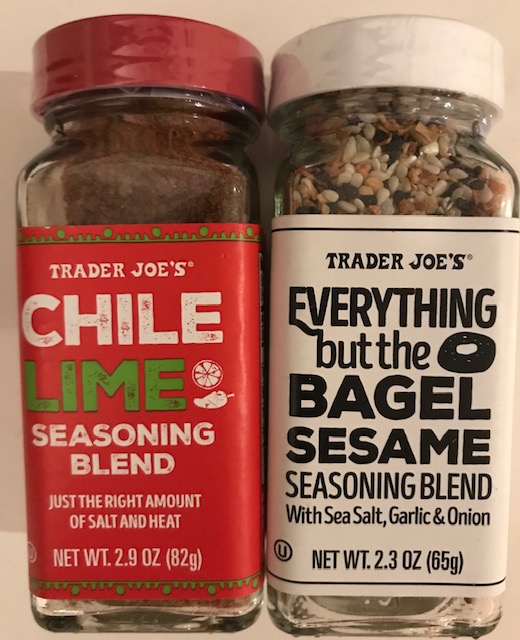 TRADER JOE'S®
CHILE
LIME
SEASONING
BLEND
JUST THE RIGHT AMOUNT
OF SALT AND HEAT
NET WT. 2.9 OZ (82g)
TRADER JOE'S®
EVERYTHING
but the
BAGEL
SESAME
SEASONING BLEND
With Sea Salt, Garlic & Onion
U
NET WT. 2.3 OZ (65g)